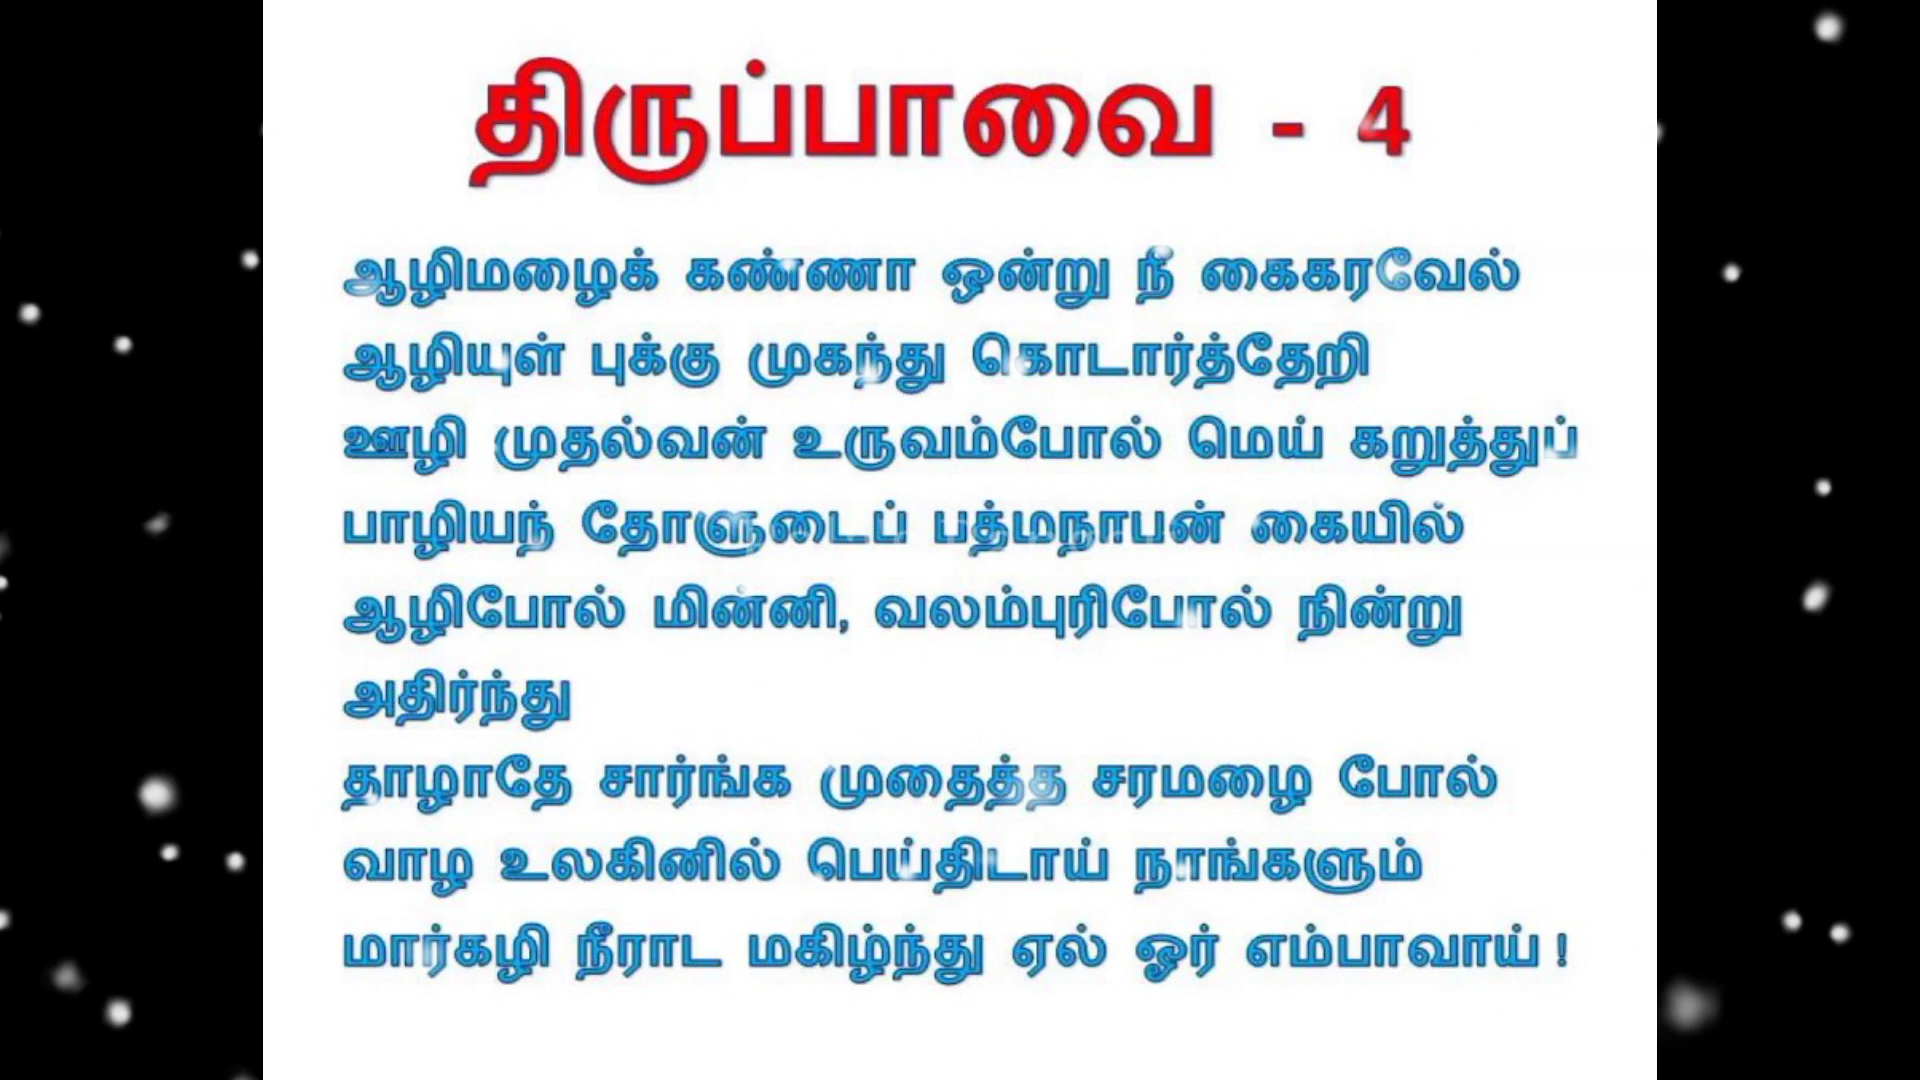 திருப்பாவை - 4
ஆழிமழைக் கண்ணா ஒன்று நீ கைகரவேல்
ஆழியுள் புக்கு முகந்து கொடார்த்தேறி
ஊழி முதல்வன் உருவம்போல் மெய் கறுத்துப்
பாழியந் தோளுடைப் பத்மநாபன் கையில்
ஆழிபோல் மின்னி, வலம்புரிபோல் நின்று
அதிர்ந்து
தாழாதே சார்ங்க முதைத்த சரமழை போல்
வாழ உலகினில் பெய்திடாய் நாங்களும்
மார்கழி நீராட மகிழ்ந்து ஏல் ஓர் எம்பாவாய் !